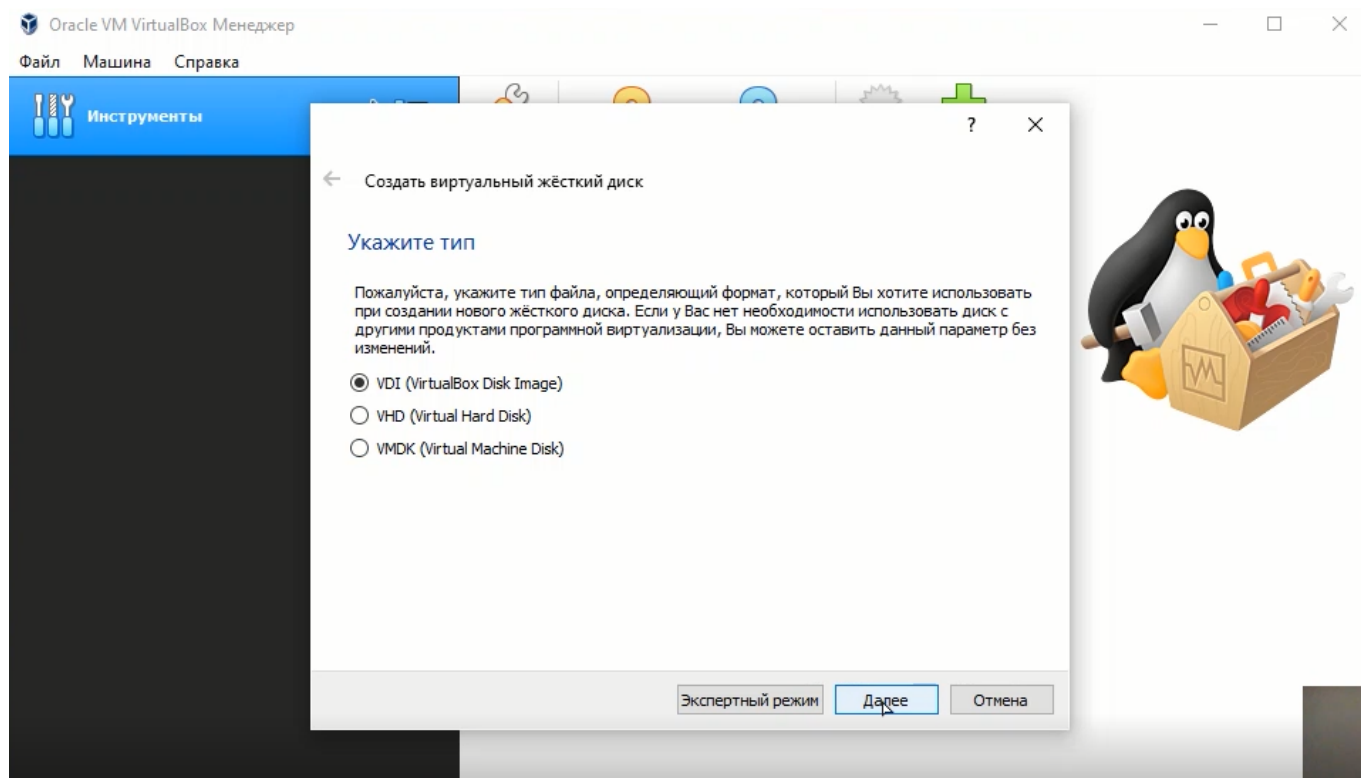 Oracle VM VirtualBox Менеджер
Файл Машина Справка
Инструменты
?
Создать виртуальный жёсткий диск
Укажите тип
Пожалуйста, укажите тип файла, определяющий формат, который Вы хотите использовать
при создании нового жёсткого диска. Если у Вас нет необходимости использовать диск с
другими продуктами программной виртуализации, Вы можете оставить данный параметр без
изменений.
VDI (VirtualBox Disk Image)
VHD (Virtual Hard Disk)
VMDK (Virtual Machine Disk)
Экспертный режим Далее Отмена